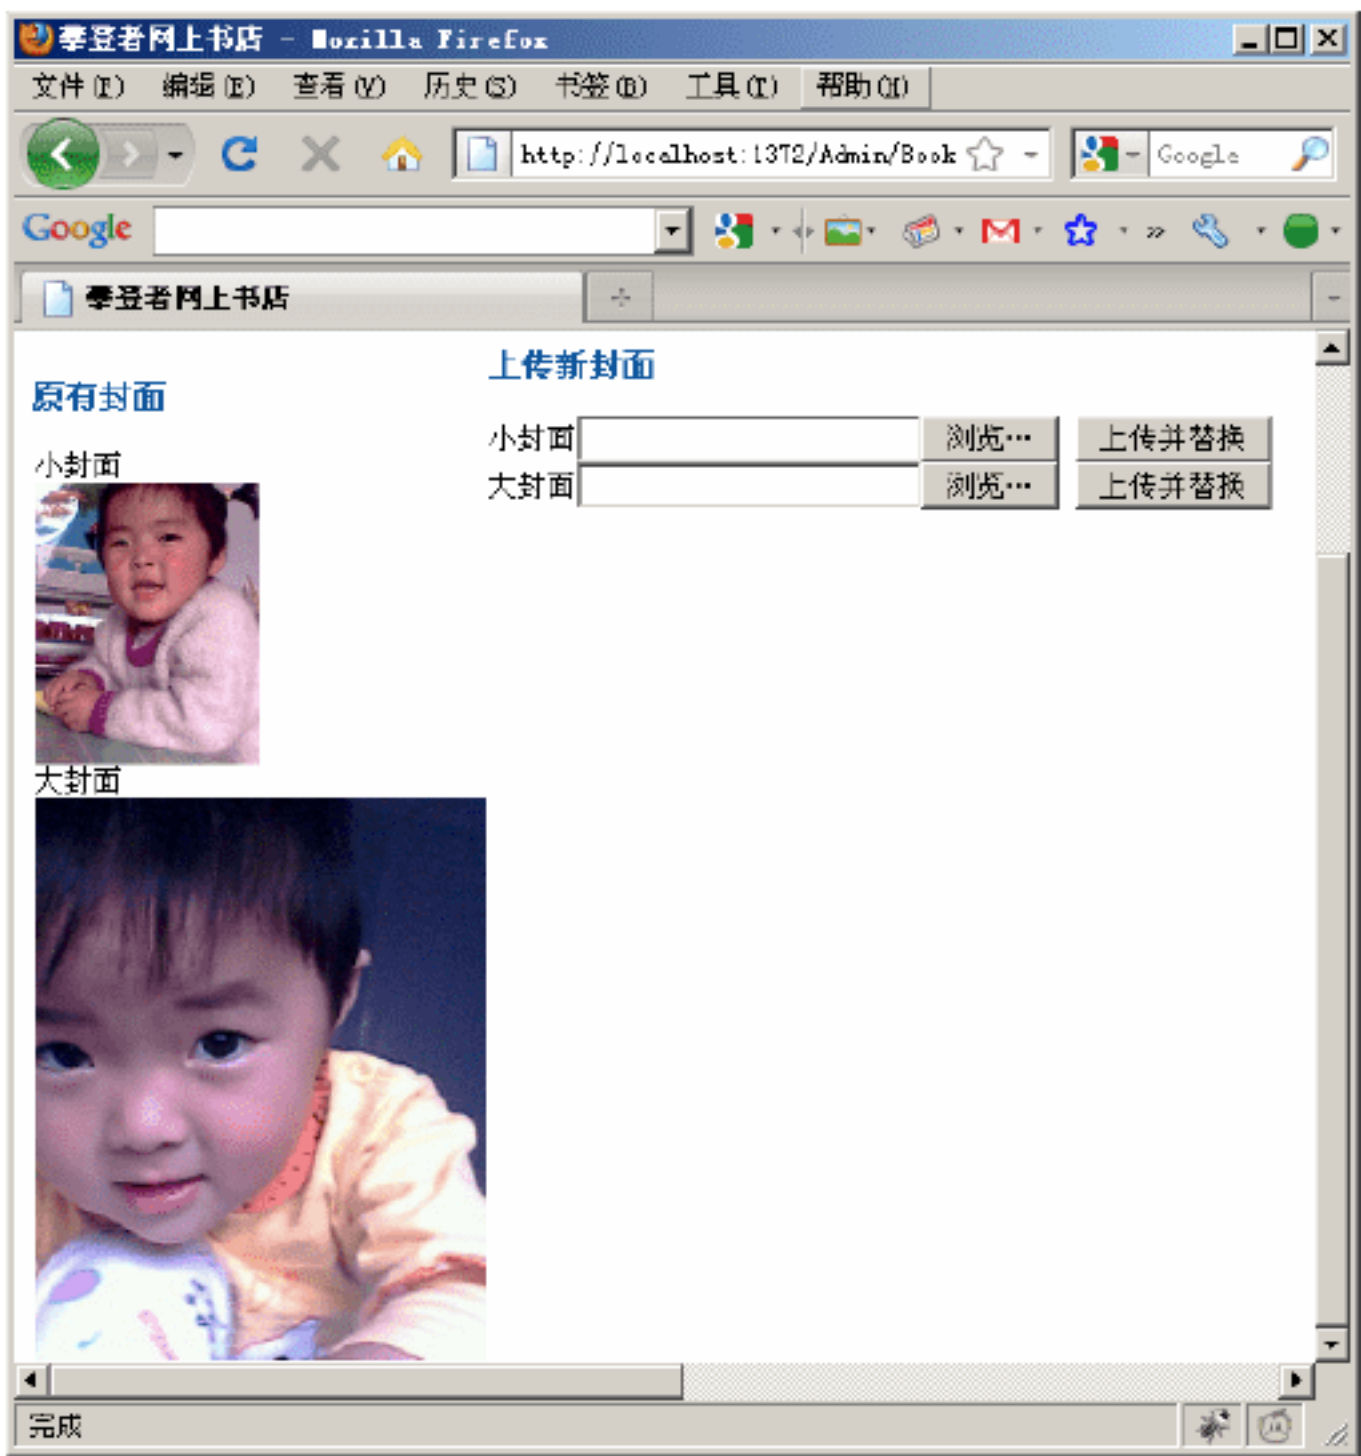 攀登者网上书店 - Mozilla Firefox
文件(F) 编辑(E) 查看(V) 历史(S) 书签(B) 工具(T) 帮助(H)
http://localhost:1372/Admin/Book Google
Google
攀登者网上书店
上传新封面
原有封面
小封面 浏览… 上传并替换
小封面
大封面 浏览… 上传并替换
大封面
完成